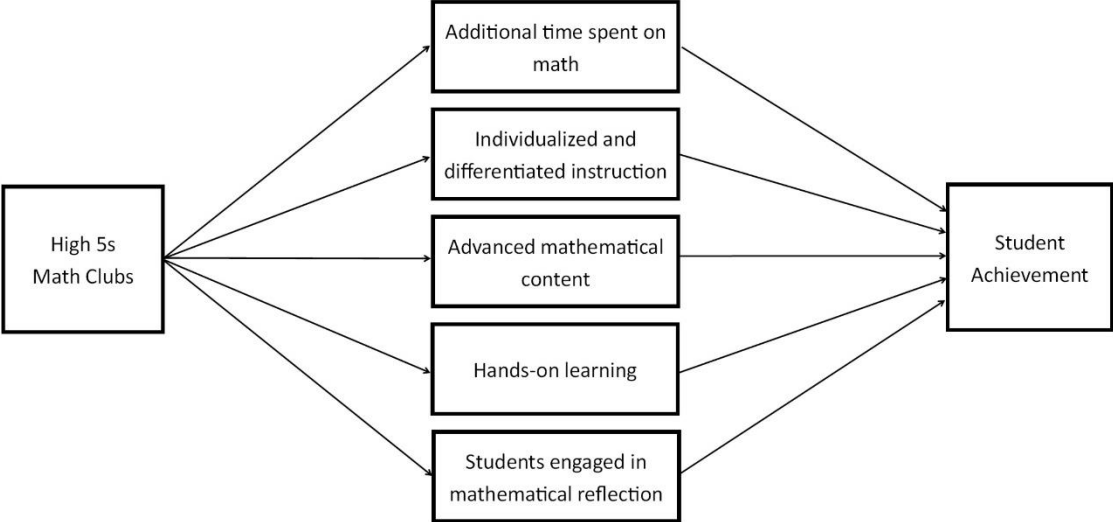 High 5s
Math Clubs
Additional time spent on
math
Individualized and
differentiated instruction
Advanced mathematical
content
Hands-on learning
Students engaged in
mathematical reflection
Student
Achievement